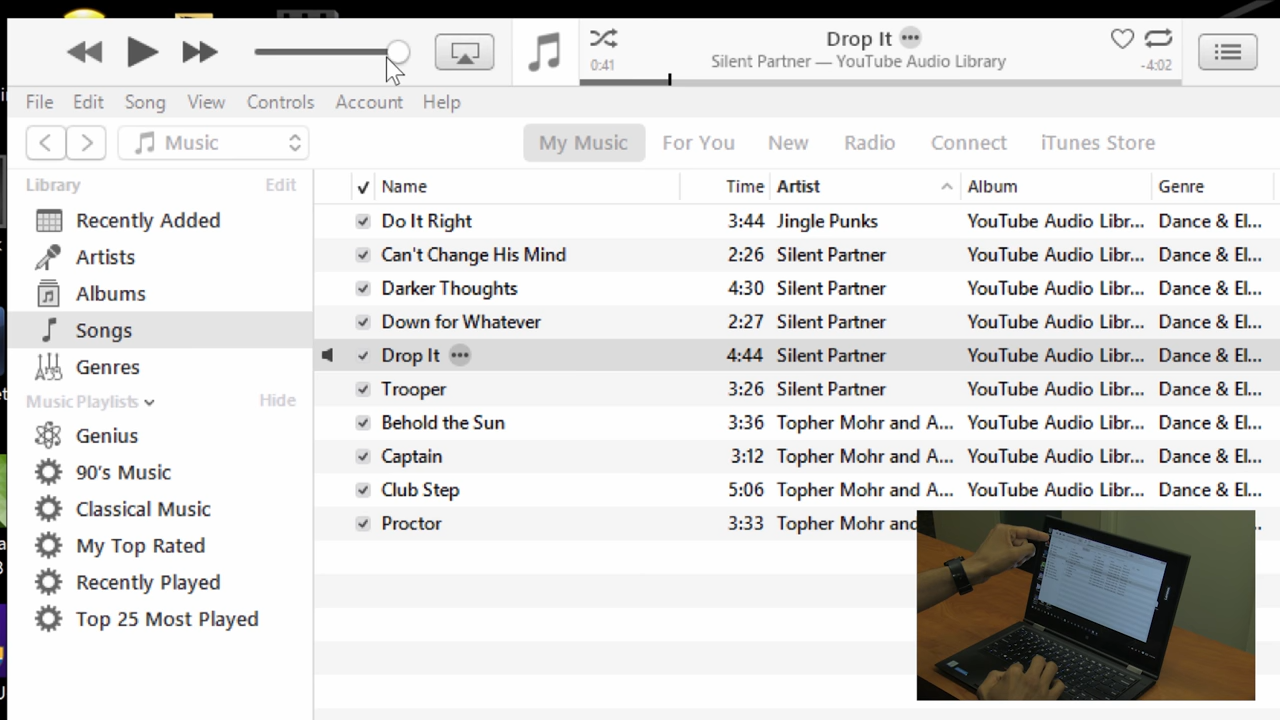 Drop It
0:41
Silent Partner — YouTube Audio Library
-4:02
File Edit Song View Controls Account Help
Music
My Music For You New Radio Connect iTunes Store
Library Edit
Recently Added
Artists
Albums
Songs
Genres
Music Playlists Hide
Genius
90's Music
Classical Music
My Top Rated
Recently Played
Top 25 Most Played
Name Time Artist Album Genre
Do It Right 3:44 Jingle Punks YouTube Audio Libr... Dance & El...
Can't Change His Mind 2:26 Silent Partner YouTube Audio Libr... Dance & El...
Darker Thoughts 4:30 Silent Partner YouTube Audio Libr... Dance & El...
Down for Whatever 2:27 Silent Partner YouTube Audio Libr... Dance & El...
Drop It 4:44 Silent Partner YouTube Audio Libr... Dance & El...
Trooper 3:26 Silent Partner YouTube Audio Libr... Dance & El...
Behold the Sun 3:36 Topher Mohr and A... YouTube Audio Libr... Dance & El...
Captain 3:12 Topher Mohr and A... YouTube Audio Libr... Dance & El...
Club Step 5:06 Topher Mohr and A... YouTube Audio Libr... Dance & El...
Proctor 3:33 Topher Mohr and